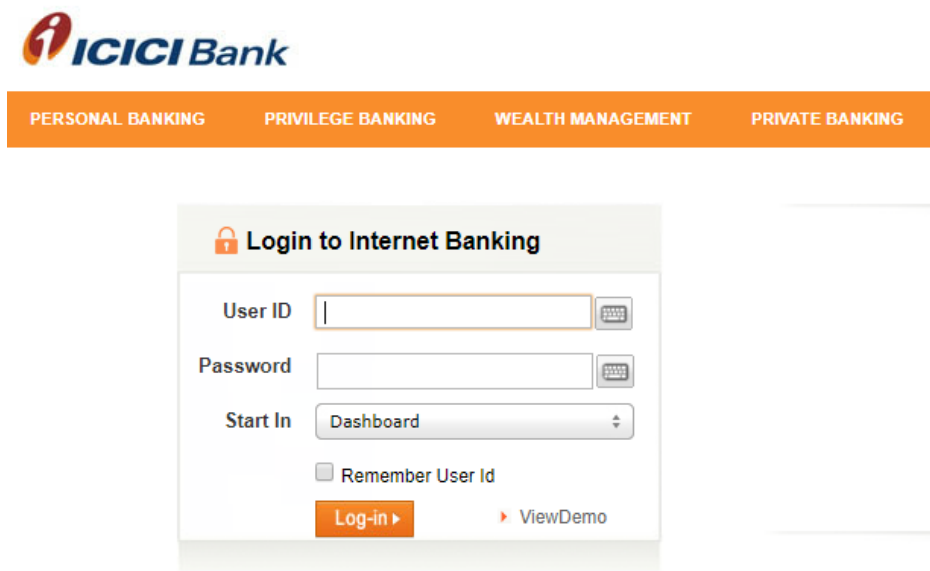 ICICI Bank
PERSONAL BANKING PRIVILEGE BANKING WEALTH MANAGEMENT PRIVATE BANKING
Login to Internet Banking
User ID
Password
Start In Dashboard
Remember User Id
Log-in ViewDemo